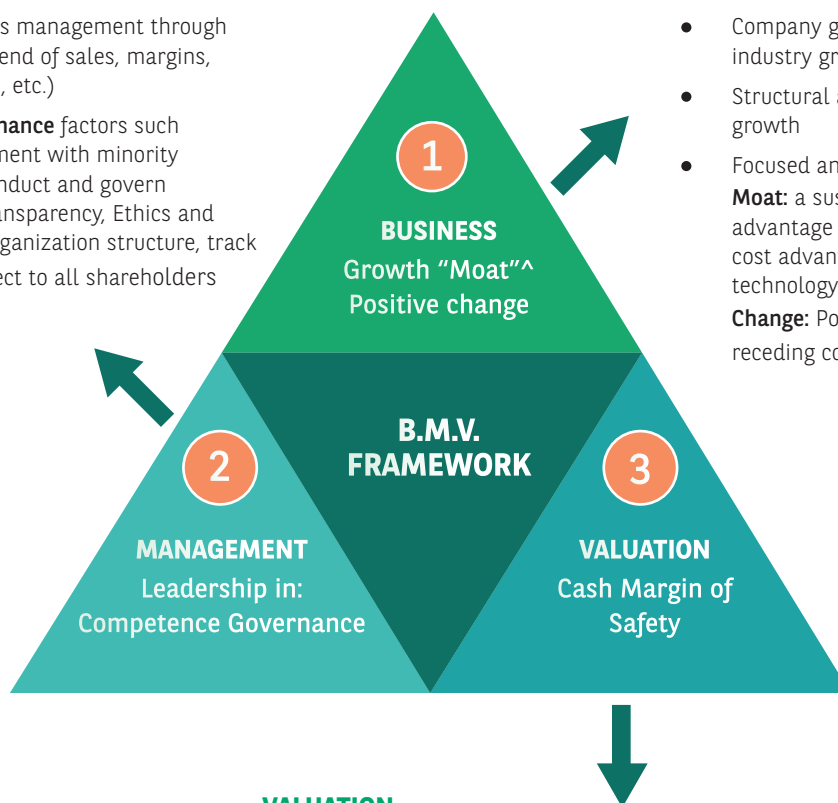 s management through
end of sales, margins,
, etc.)
nance factors such
ment with minority
nduct and govern
nsparency, Ethics and
ganization structure, track
ect to all shareholders
● Company g
industry gr
● Structural a
growth
● Focused an
Moat: a sus
advantage
cost advan
technology
Change: Po
receding co
1
BUSINESS
Growth “Moat”^
Positive change
B.M.V.
FRAMEWORK
2
MANAGEMENT
Leadership in:
Competence Governance
3
VALUATION
Cash Margin of
Safety
VALUATION